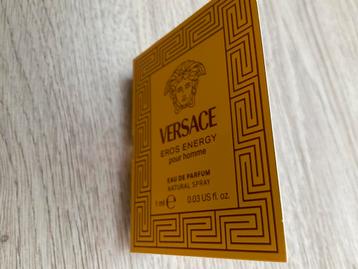 VERSACE
EROS ENERGY
pour homme
EAU DE PARFUM
NATURAL SPRAY
1 ml ℮ 0.03 US fl. oz.